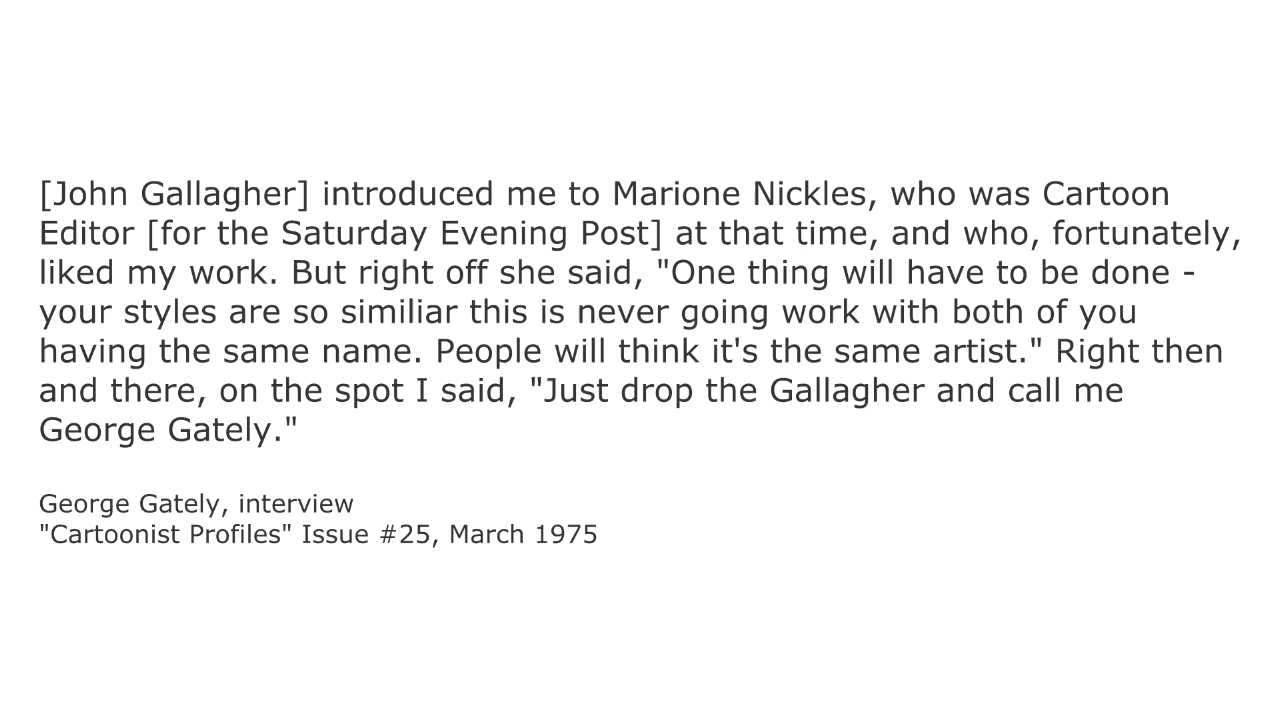 [John Gallagher] introduced me to Marione Nickles, who was Cartoon
Editor [for the Saturday Evening Post] at that time, and who, fortunately,
liked my work. But right off she said, "One thing will have to be done -
your styles are so similiar this is never going work with both of you
having the same name. People will think it's the same artist." Right then
and there, on the spot I said, "Just drop the Gallagher and call me
George Gately."
George Gately, interview
"Cartoonist Profiles" Issue #25, March 1975